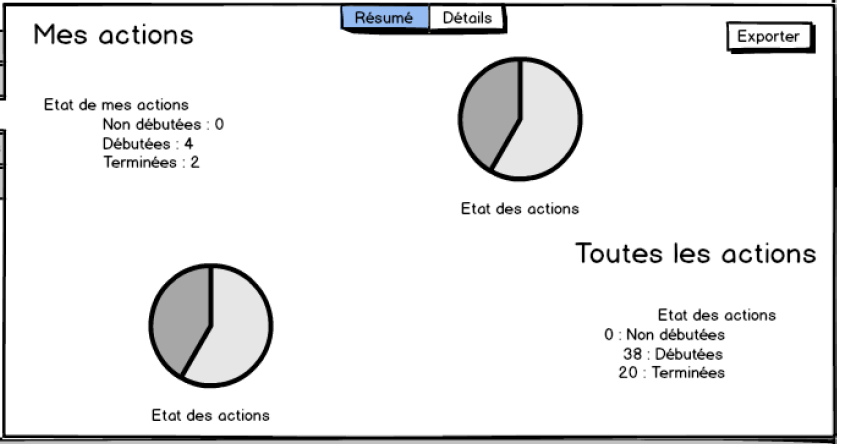 Résumé
Détails
Mes actions
Exporter
Etat de mes actions
Non débutées : 0
Débutées : 4
Terminées : 2
Etat des actions
Toutes les actions
Etat des actions
0 : Non débutées
38 : Débutées
20 : Terminées
Etat des actions